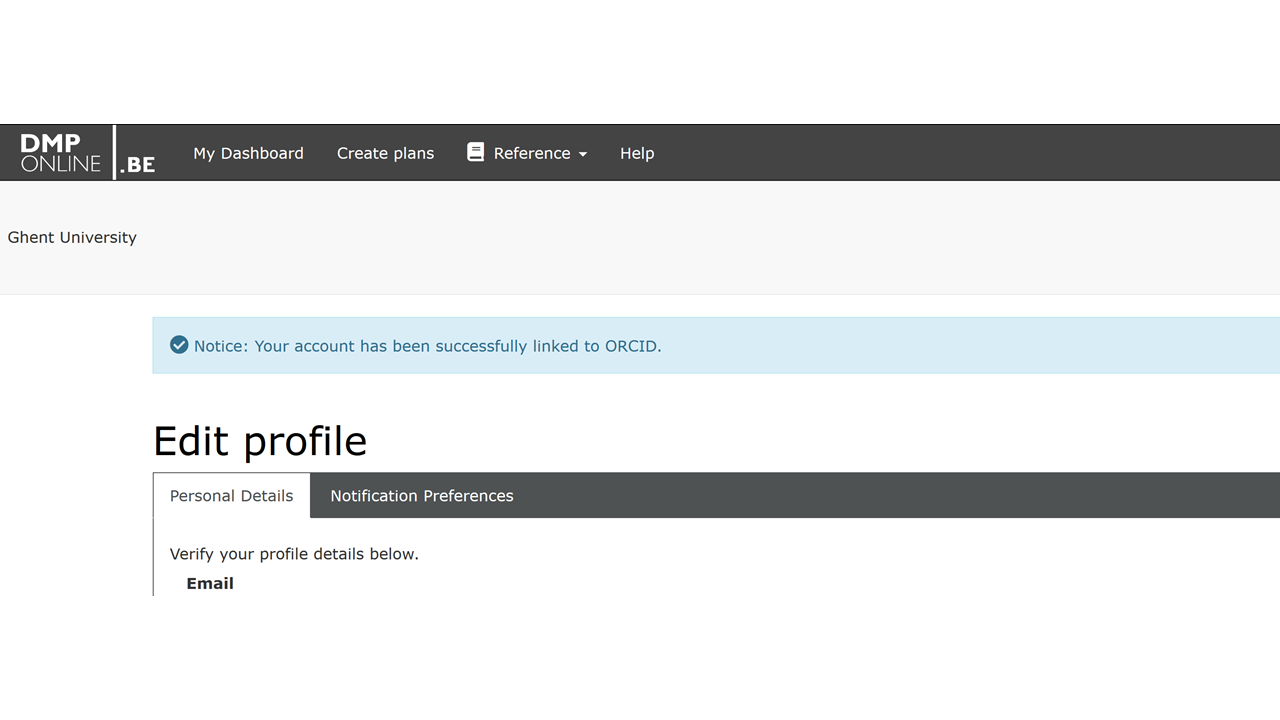 DMP ONLINE .BE My Dashboard Create plans Reference Help
Ghent University
Notice: Your account has been successfully linked to ORCID.
Edit profile
Personal Details Notification Preferences
Verify your profile details below.
Email